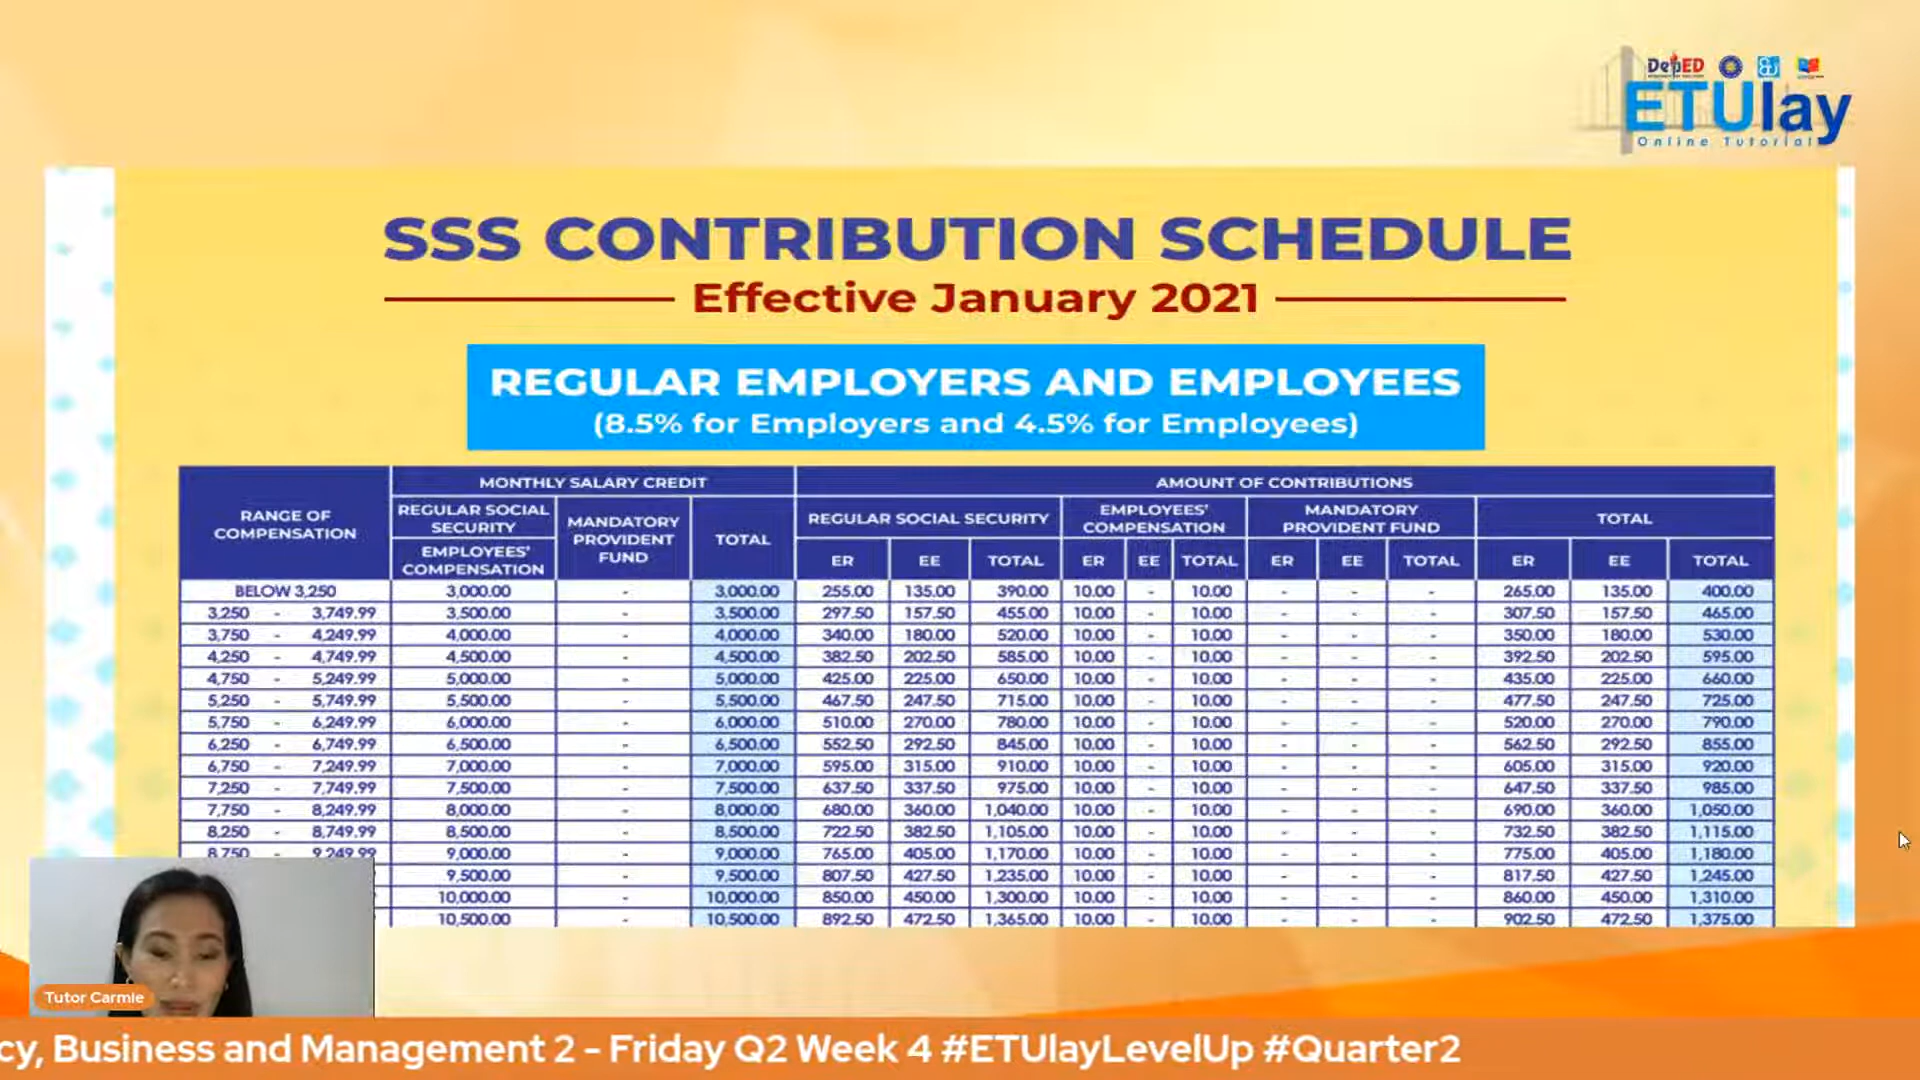 DepED
ETUlay
Online Tutorial
SSS CONTRIBUTION SCHEDULE
Effective January 2021
REGULAR EMPLOYERS AND EMPLOYEES
(8.5% for Employers and 4.5% for Employees)
RANGE OF COMPENSATION
MONTHLY SALARY CREDIT
AMOUNT OF CONTRIBUTIONS
REGULAR SOCIAL SECURITY
EMPLOYEES' COMPENSATION
MANDATORY PROVIDENT FUND
TOTAL
REGULAR SOCIAL SECURITY
EMPLOYEES' COMPENSATION
MANDATORY PROVIDENT FUND
TOTAL
ER EE TOTAL ER EE TOTAL ER EE TOTAL ER EE TOTAL
BELOW 3,250 3,000.00 - 3,000.00 255.00 135.00 390.00 10.00 - 10.00 - - - 265.00 135.00 400.00
3,250 - 3,749.99 3,500.00 - 3,500.00 297.50 157.50 455.00 10.00 - 10.00 - - - 307.50 157.50 465.00
3,750 - 4,249.99 4,000.00 - 4,000.00 340.00 180.00 520.00 10.00 - 10.00 - - - 350.00 180.00 530.00
4,250 - 4,749.99 4,500.00 - 4,500.00 382.50 202.50 585.00 10.00 - 10.00 - - - 392.50 202.50 595.00
4,750 - 5,249.99 5,000.00 - 5,000.00 425.00 225.00 650.00 10.00 - 10.00 - - - 435.00 225.00 660.00
5,250 - 5,749.99 5,500.00 - 5,500.00 467.50 247.50 715.00 10.00 - 10.00 - - - 477.50 247.50 725.00
5,750 - 6,249.99 6,000.00 - 6,000.00 510.00 270.00 780.00 10.00 - 10.00 - - - 520.00 270.00 790.00
6,250 - 6,749.99 6,500.00 - 6,500.00 552.50 292.50 845.00 10.00 - 10.00 - - - 562.50 292.50 855.00
6,750 - 7,249.99 7,000.00 - 7,000.00 595.00 315.00 910.00 10.00 - 10.00 - - - 605.00 315.00 920.00
7,250 - 7,749.99 7,500.00 - 7,500.00 637.50 337.50 975.00 10.00 - 10.00 - - - 647.50 337.50 985.00
7,750 - 8,249.99 8,000.00 - 8,000.00 680.00 360.00 1,040.00 10.00 - 10.00 - - - 690.00 360.00 1,050.00
8,250 - 8,749.99 8,500.00 - 8,500.00 722.50 382.50 1,105.00 10.00 - 10.00 - - - 732.50 382.50 1,115.00
8,750 - 9,249.99 9,000.00 - 9,000.00 765.00 405.00 1,170.00 10.00 - 10.00 - - - 775.00 405.00 1,180.00
9,500.00 - 9,500.00 807.50 427.50 1,235.00 10.00 - 10.00 - - - 817.50 427.50 1,245.00
10,000.00 - 10,000.00 850.00 450.00 1,300.00 10.00 - 10.00 - - - 860.00 450.00 1,310.00
10,500.00 - 10,500.00 892.50 472.50 1,365.00 10.00 - 10.00 - - - 902.50 472.50 1,375.00
Tutor Carmie
cy, Business and Management 2 - Friday Q2 Week 4 #ETUlayLevelUp #Quarter2